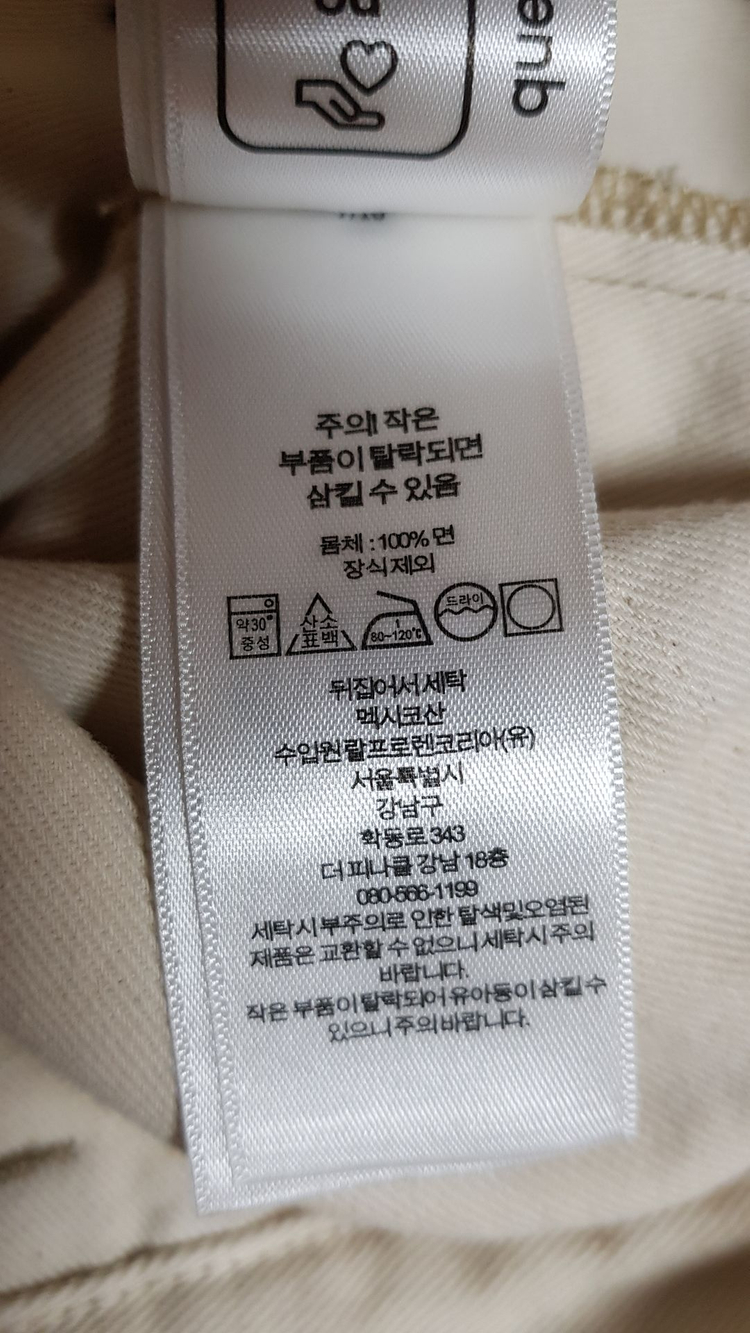 주의! 작은
부품이 탈락되면
삼킬 수 있음
몸체 : 100% 면
장식제외
약30°
중성
산소
표백
1
80~120℃
드라이
뒤집어서 세탁
멕시코산
수입원 랄프로렌코리아(유)
서울특별시
강남구
학동로 343
더 피나클 강남 18층
080-566-1199
세탁시 부주의로 인한 탈색및오염된
제품은 교환할 수 없으니 세탁시 주의
바랍니다.
작은 부품이 탈락되어 유아등이 삼킬 수
있으니 주의 바랍니다.